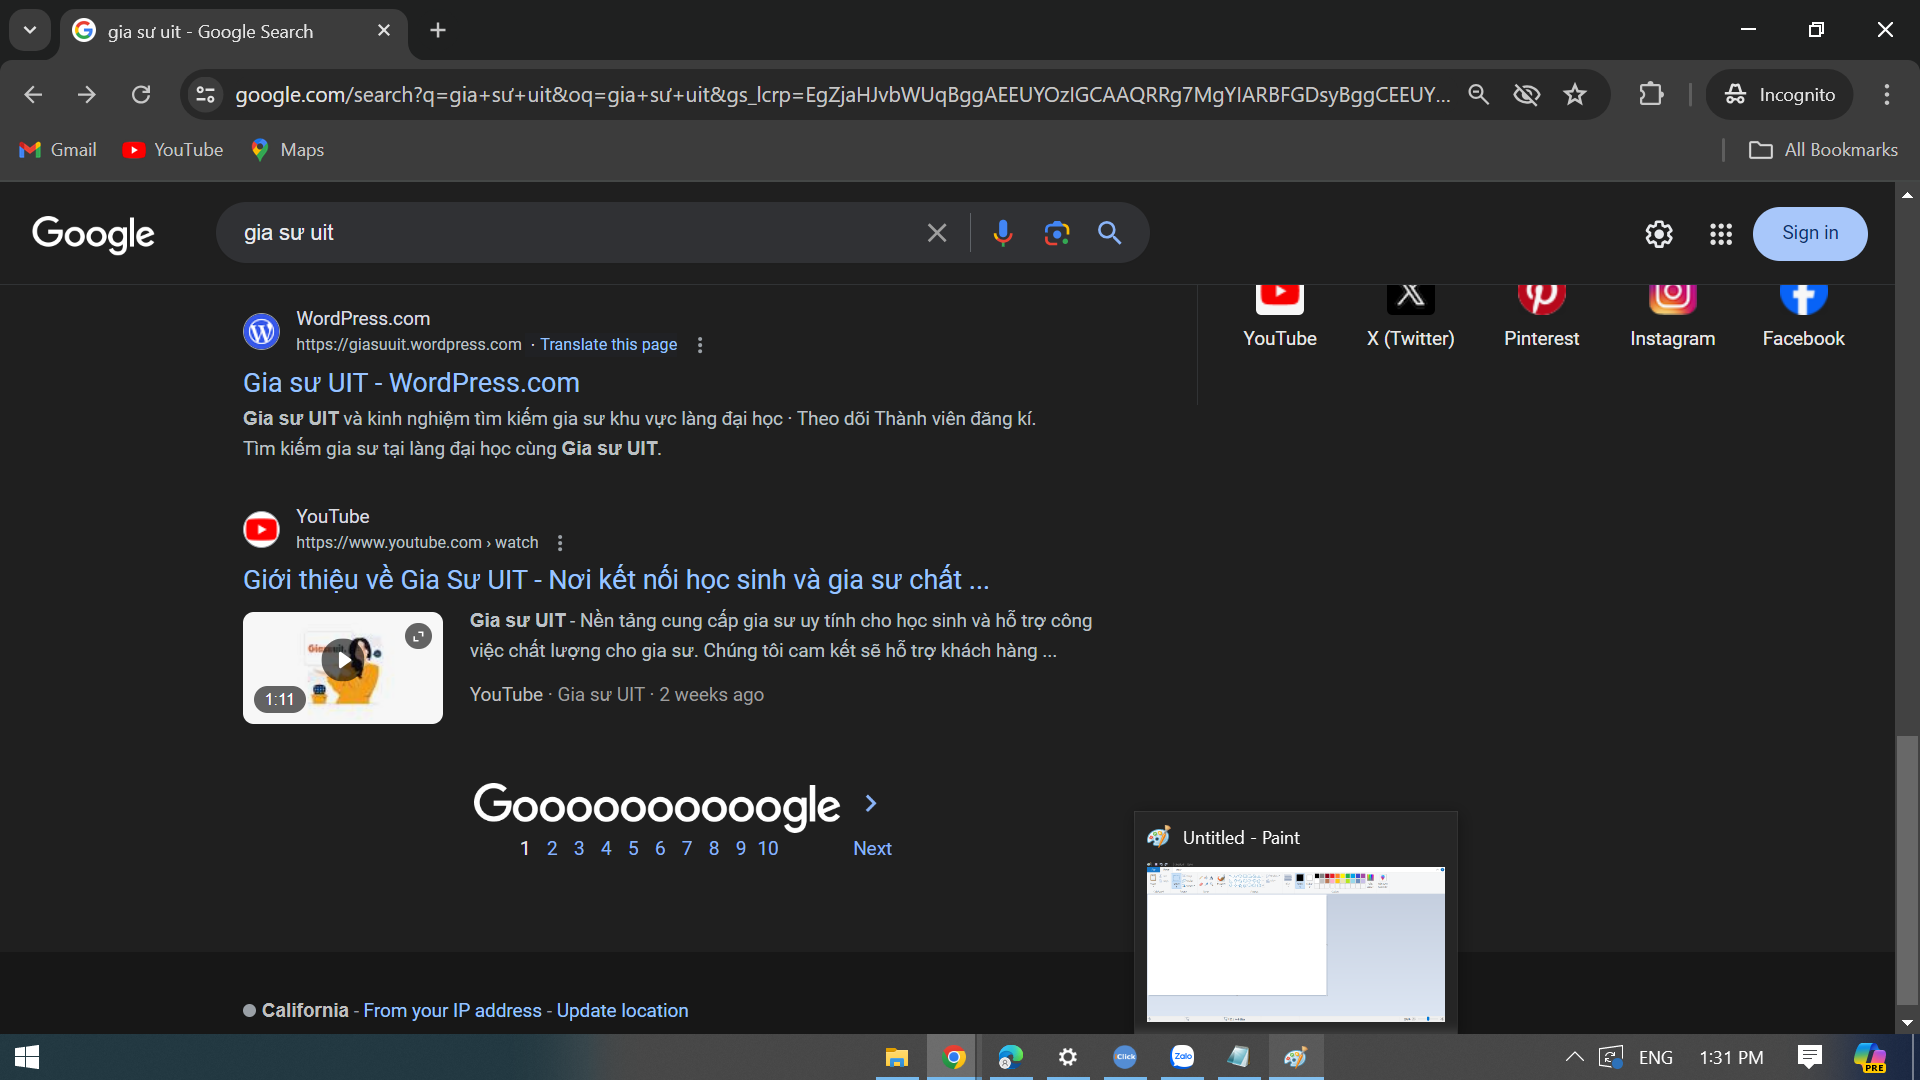 gia sư uit - Google Search
google.com/search?q=gia+sư+uit&oq=gia+sư+uit&gs_lcrp=EgZjaHJvbWUqBggAEEUYOzIGCAAQRRg7MgYIARBFGDsyBggCEEUY...
Incognito
Gmail
YouTube
Maps
All Bookmarks
Google
gia sư uit
Sign in
YouTube
X (Twitter)
Pinterest
Instagram
Facebook
WordPress.com
https://giasuuit.wordpress.com · Translate this page
Gia sư UIT - WordPress.com
Gia sư UIT và kinh nghiệm tìm kiếm gia sư khu vực làng đại học · Theo dõi Thành viên đăng kí.
Tìm kiếm gia sư tại làng đại học cùng Gia sư UIT.
YouTube
https://www.youtube.com › watch
Giới thiệu về Gia Sư UIT - Nơi kết nối học sinh và gia sư chất ...
1:11
Gia sư UIT - Nền tảng cung cấp gia sư uy tính cho học sinh và hỗ trợ công
việc chất lượng cho gia sư. Chúng tôi cam kết sẽ hỗ trợ khách hàng ...
YouTube · Gia sư UIT · 2 weeks ago
Goooooooooogle
1 2 3 4 5 6 7 8 9 10 Next
Untitled - Paint
California - From your IP address - Update location
Click
Zalo
ENG
1:31 PM
PRE